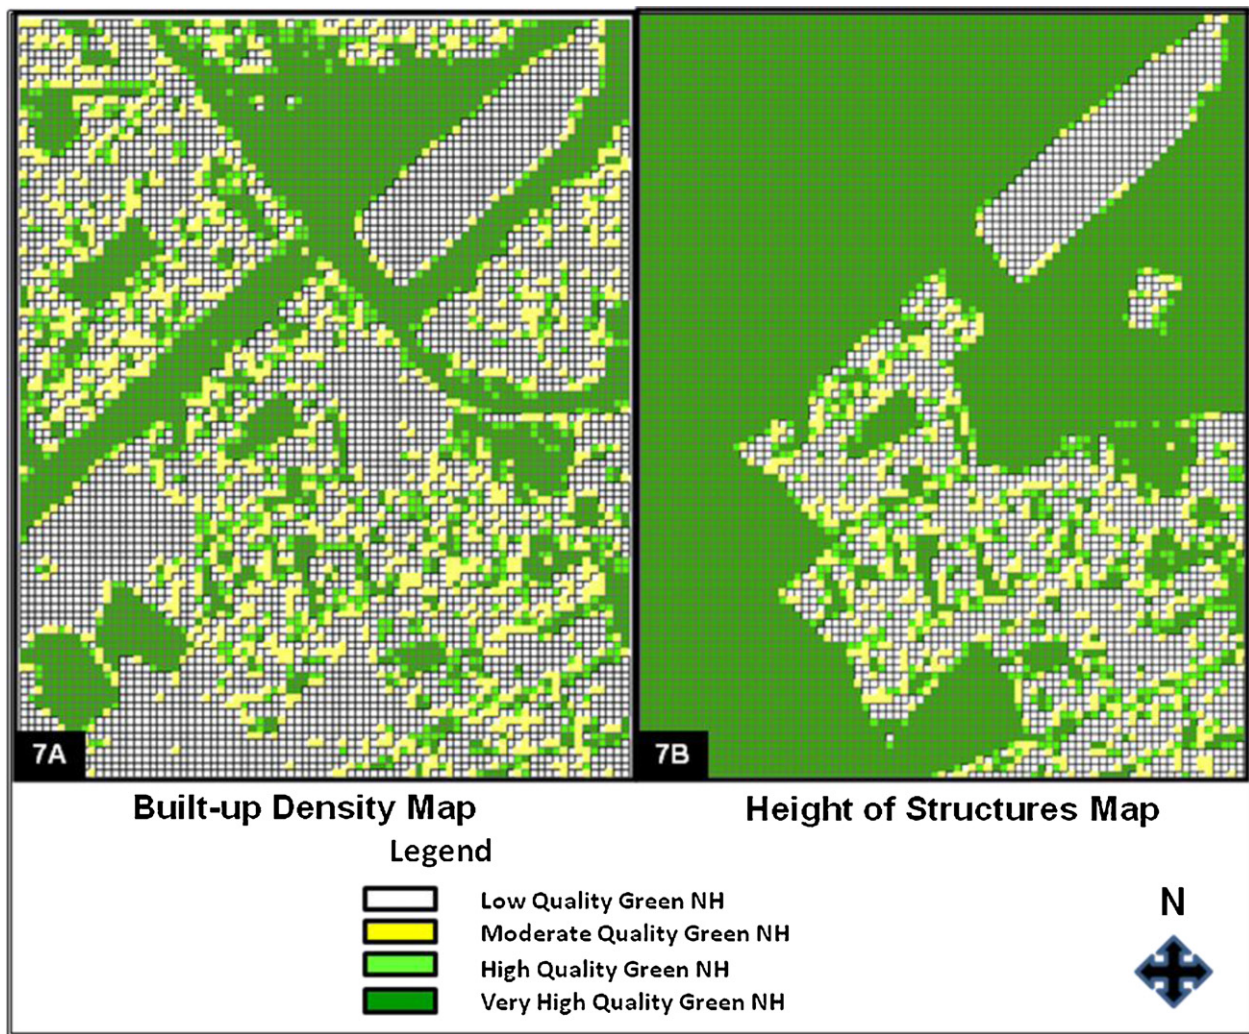 7A
7B
Built-up Density Map
Height of Structures Map
Legend
Low Quality Green NH
Moderate Quality Green NH
High Quality Green NH
Very High Quality Green NH
N